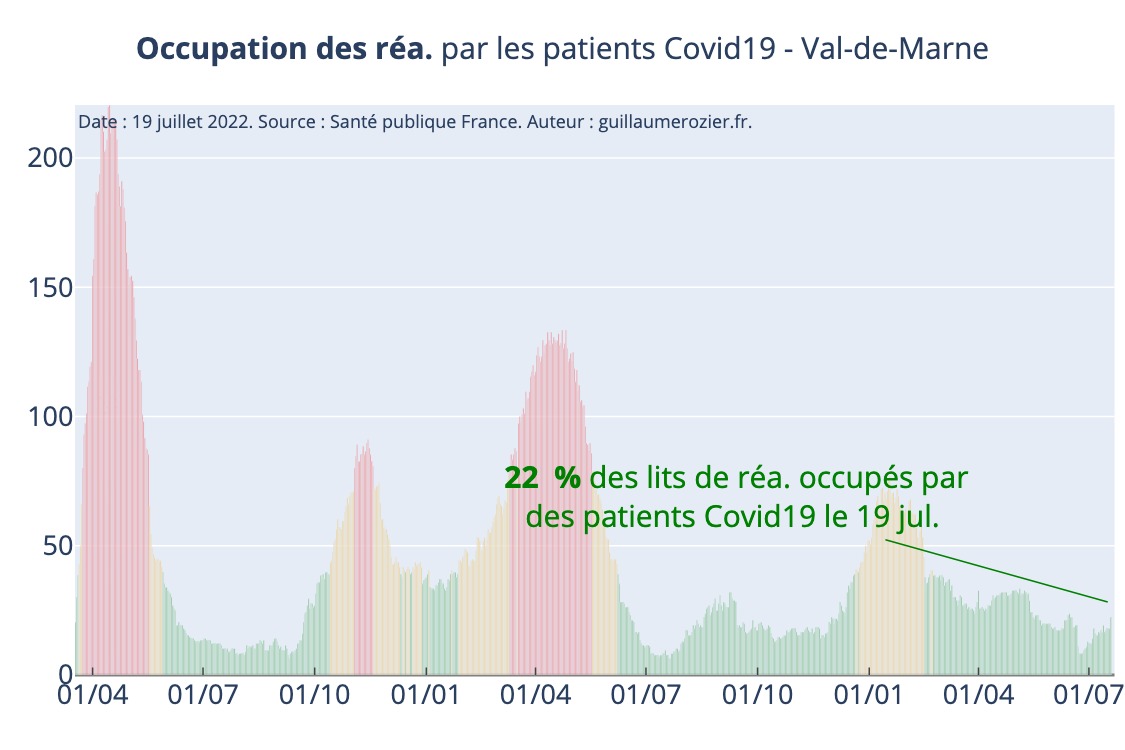 Occupation des réa. par les patients Covid19 - Val-de-Marne
Date : 19 juillet 2022. Source : Santé publique France. Auteur : guillaumerozier.fr.
200
150
100
22  % des lits de réa. occupés par
des patients Covid19 le 19 jul.
50
0
01/04 01/07 01/10 01/01 01/04 01/07 01/10 01/01 01/04 01/07